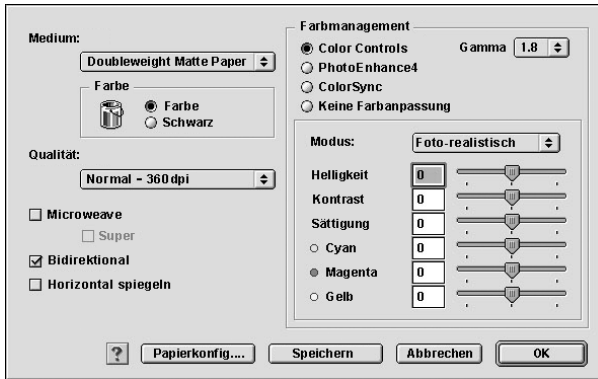 Medium:
Doubleweight Matte Paper
Farbe
Farbe
Schwarz
Qualität:
Normal - 360 dpi
Microweave
Super
Bidirektional
Horizontal spiegeln
Farbmanagement
Color Controls
Gamma 1.8
PhotoEnhance4
ColorSync
Keine Farbanpassung
Modus: Foto-realistisch
Helligkeit 0
Kontrast 0
Sättigung 0
Cyan 0
Magenta 0
Gelb 0
? Papierkonfig.... Speichern Abbrechen OK